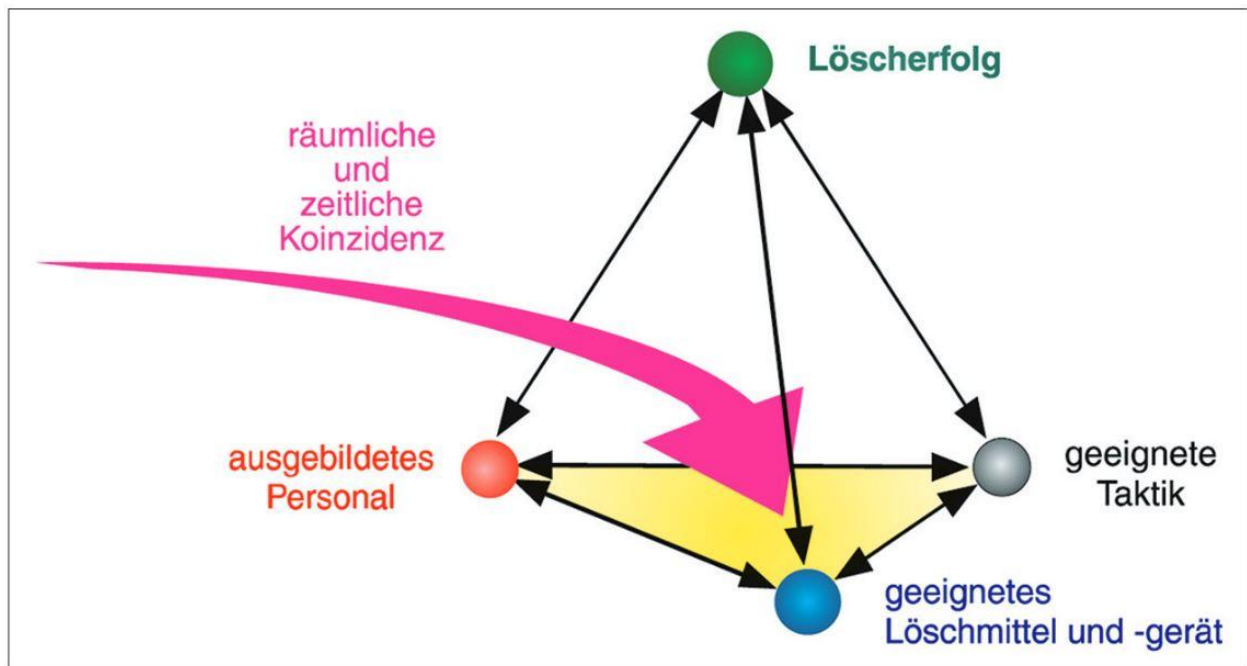 Löscherfolg
räumliche
und
zeitliche
Koinzidenz
ausgebildetes
Personal
geeignete
Taktik
geeignetes
Löschmittel und -gerät